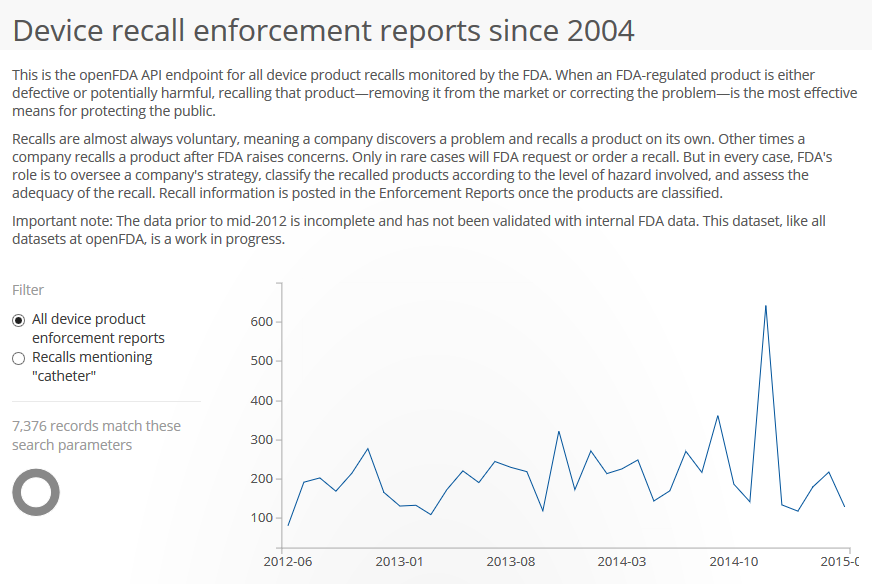 Device recall enforcement reports since 2004
This is the openFDA API endpoint for all device product recalls monitored by the FDA. When an FDA-regulated product is either
defective or potentially harmful, recalling that product—removing it from the market or correcting the problem—is the most effective
means for protecting the public.
Recalls are almost always voluntary, meaning a company discovers a problem and recalls a product on its own. Other times a
company recalls a product after FDA raises concerns. Only in rare cases will FDA request or order a recall. But in every case, FDA's
role is to oversee a company's strategy, classify the recalled products according to the level of hazard involved, and assess the
adequacy of the recall. Recall information is posted in the Enforcement Reports once the products are classified.
Important note: The data prior to mid-2012 is incomplete and has not been validated with internal FDA data. This dataset, like all
datasets at openFDA, is a work in progress.
Filter
All device product
enforcement reports
Recalls mentioning
"catheter"
7,376 records match these
search parameters
600
500
400
300
200
100
2012-06 2013-01 2013-08 2014-03 2014-10